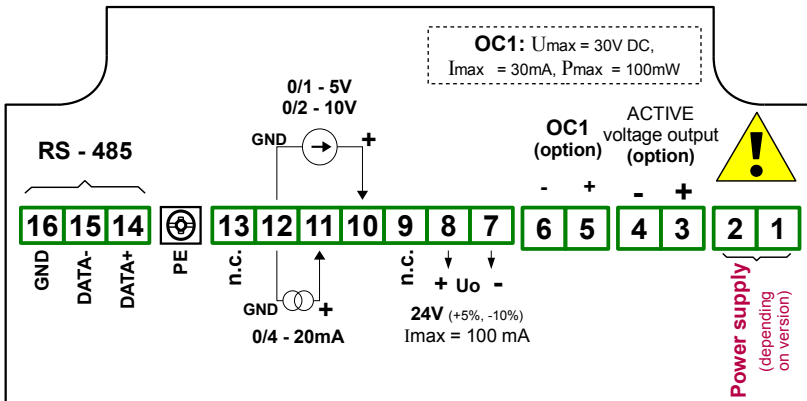 OC1: Umax = 30V DC,
Imax = 30mA, Pmax = 100mW
0/1 - 5V
0/2 - 10V
GND +
RS - 485
OC1
(option)
- +
ACTIVE
voltage output
(option)
- +
!
16 15 14 13 12 11 10 9 8 7 6 5 4 3 2 1
GND
DATA-
DATA+
PE
n.c.
GND +
0/4 - 20mA
n.c.
+ Uo -
24V (+5%, -10%)
Imax = 100 mA
Power supply
(depending
on version)